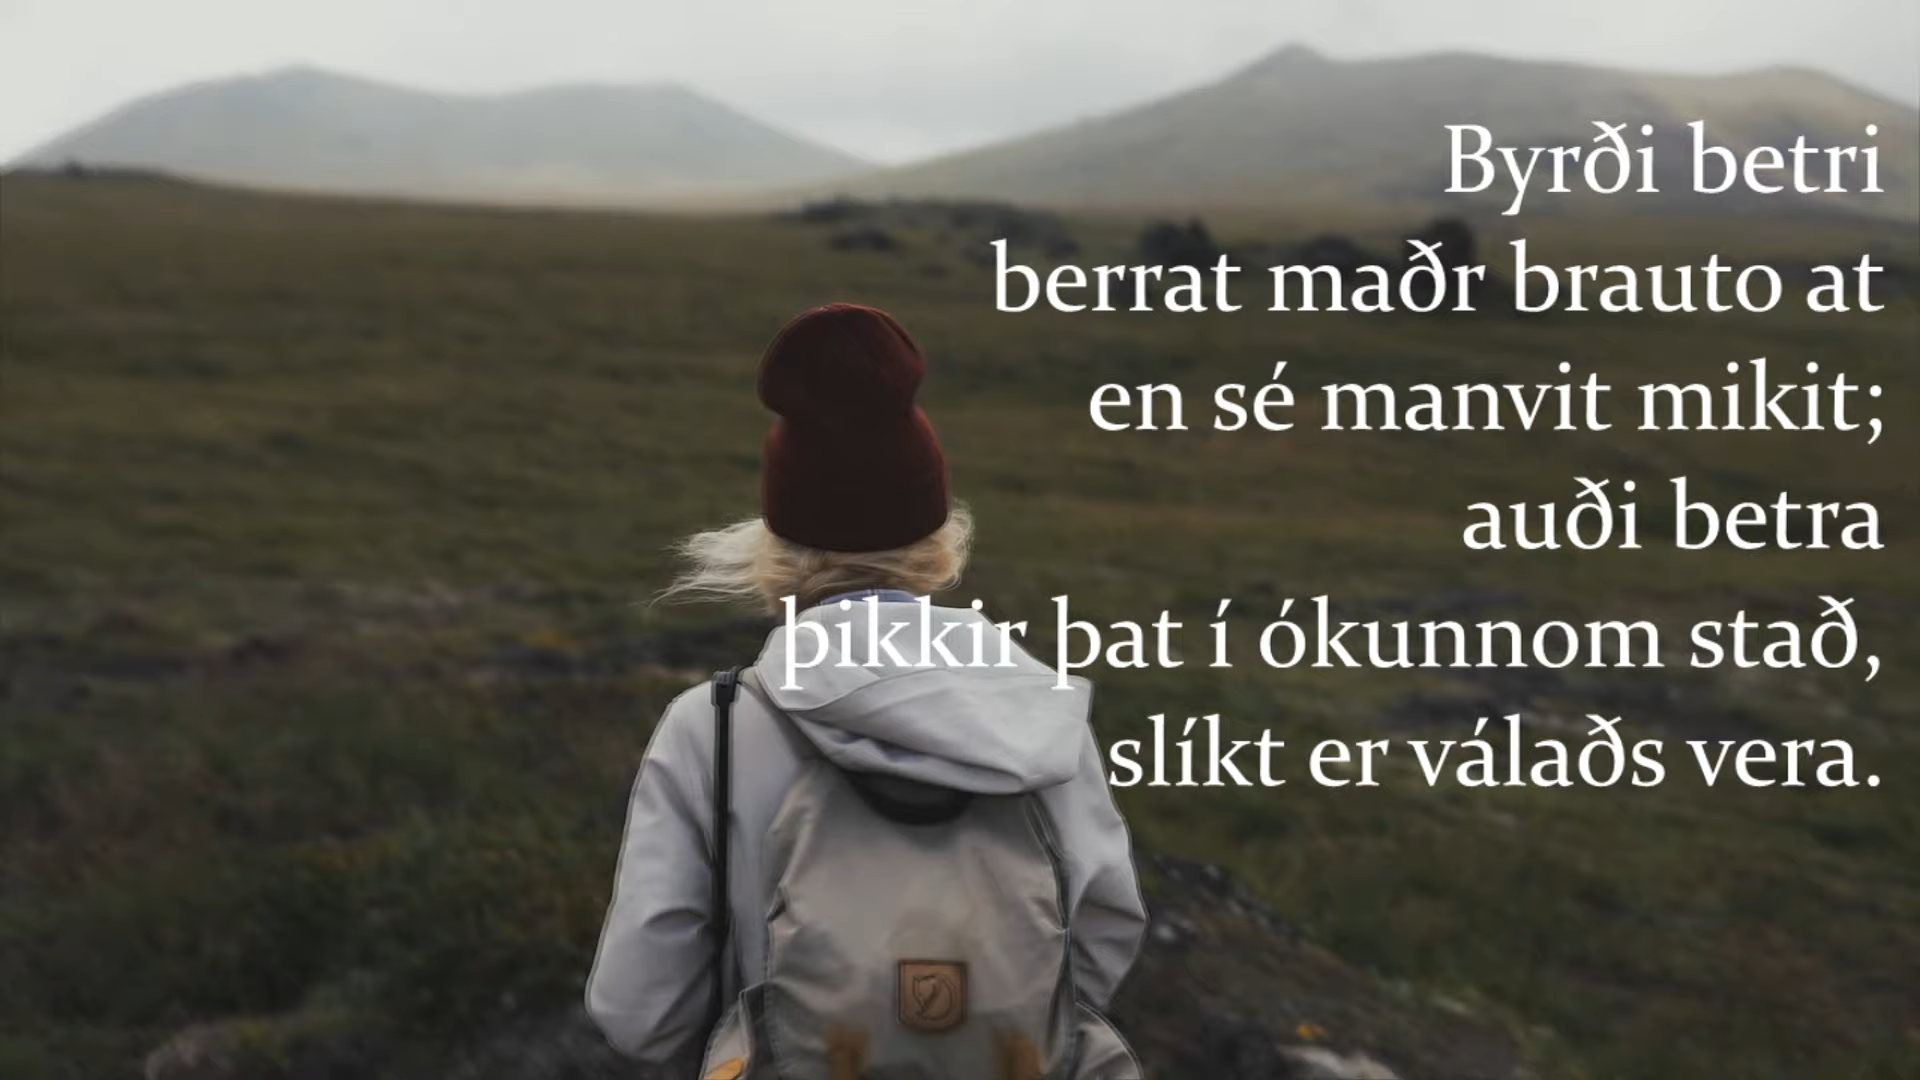 Byrði betri
berrat maðr brauto at
en sé manvit mikit;
auði betra
þikkir þat í ókunnom stað,
slíkt er válaðs vera.